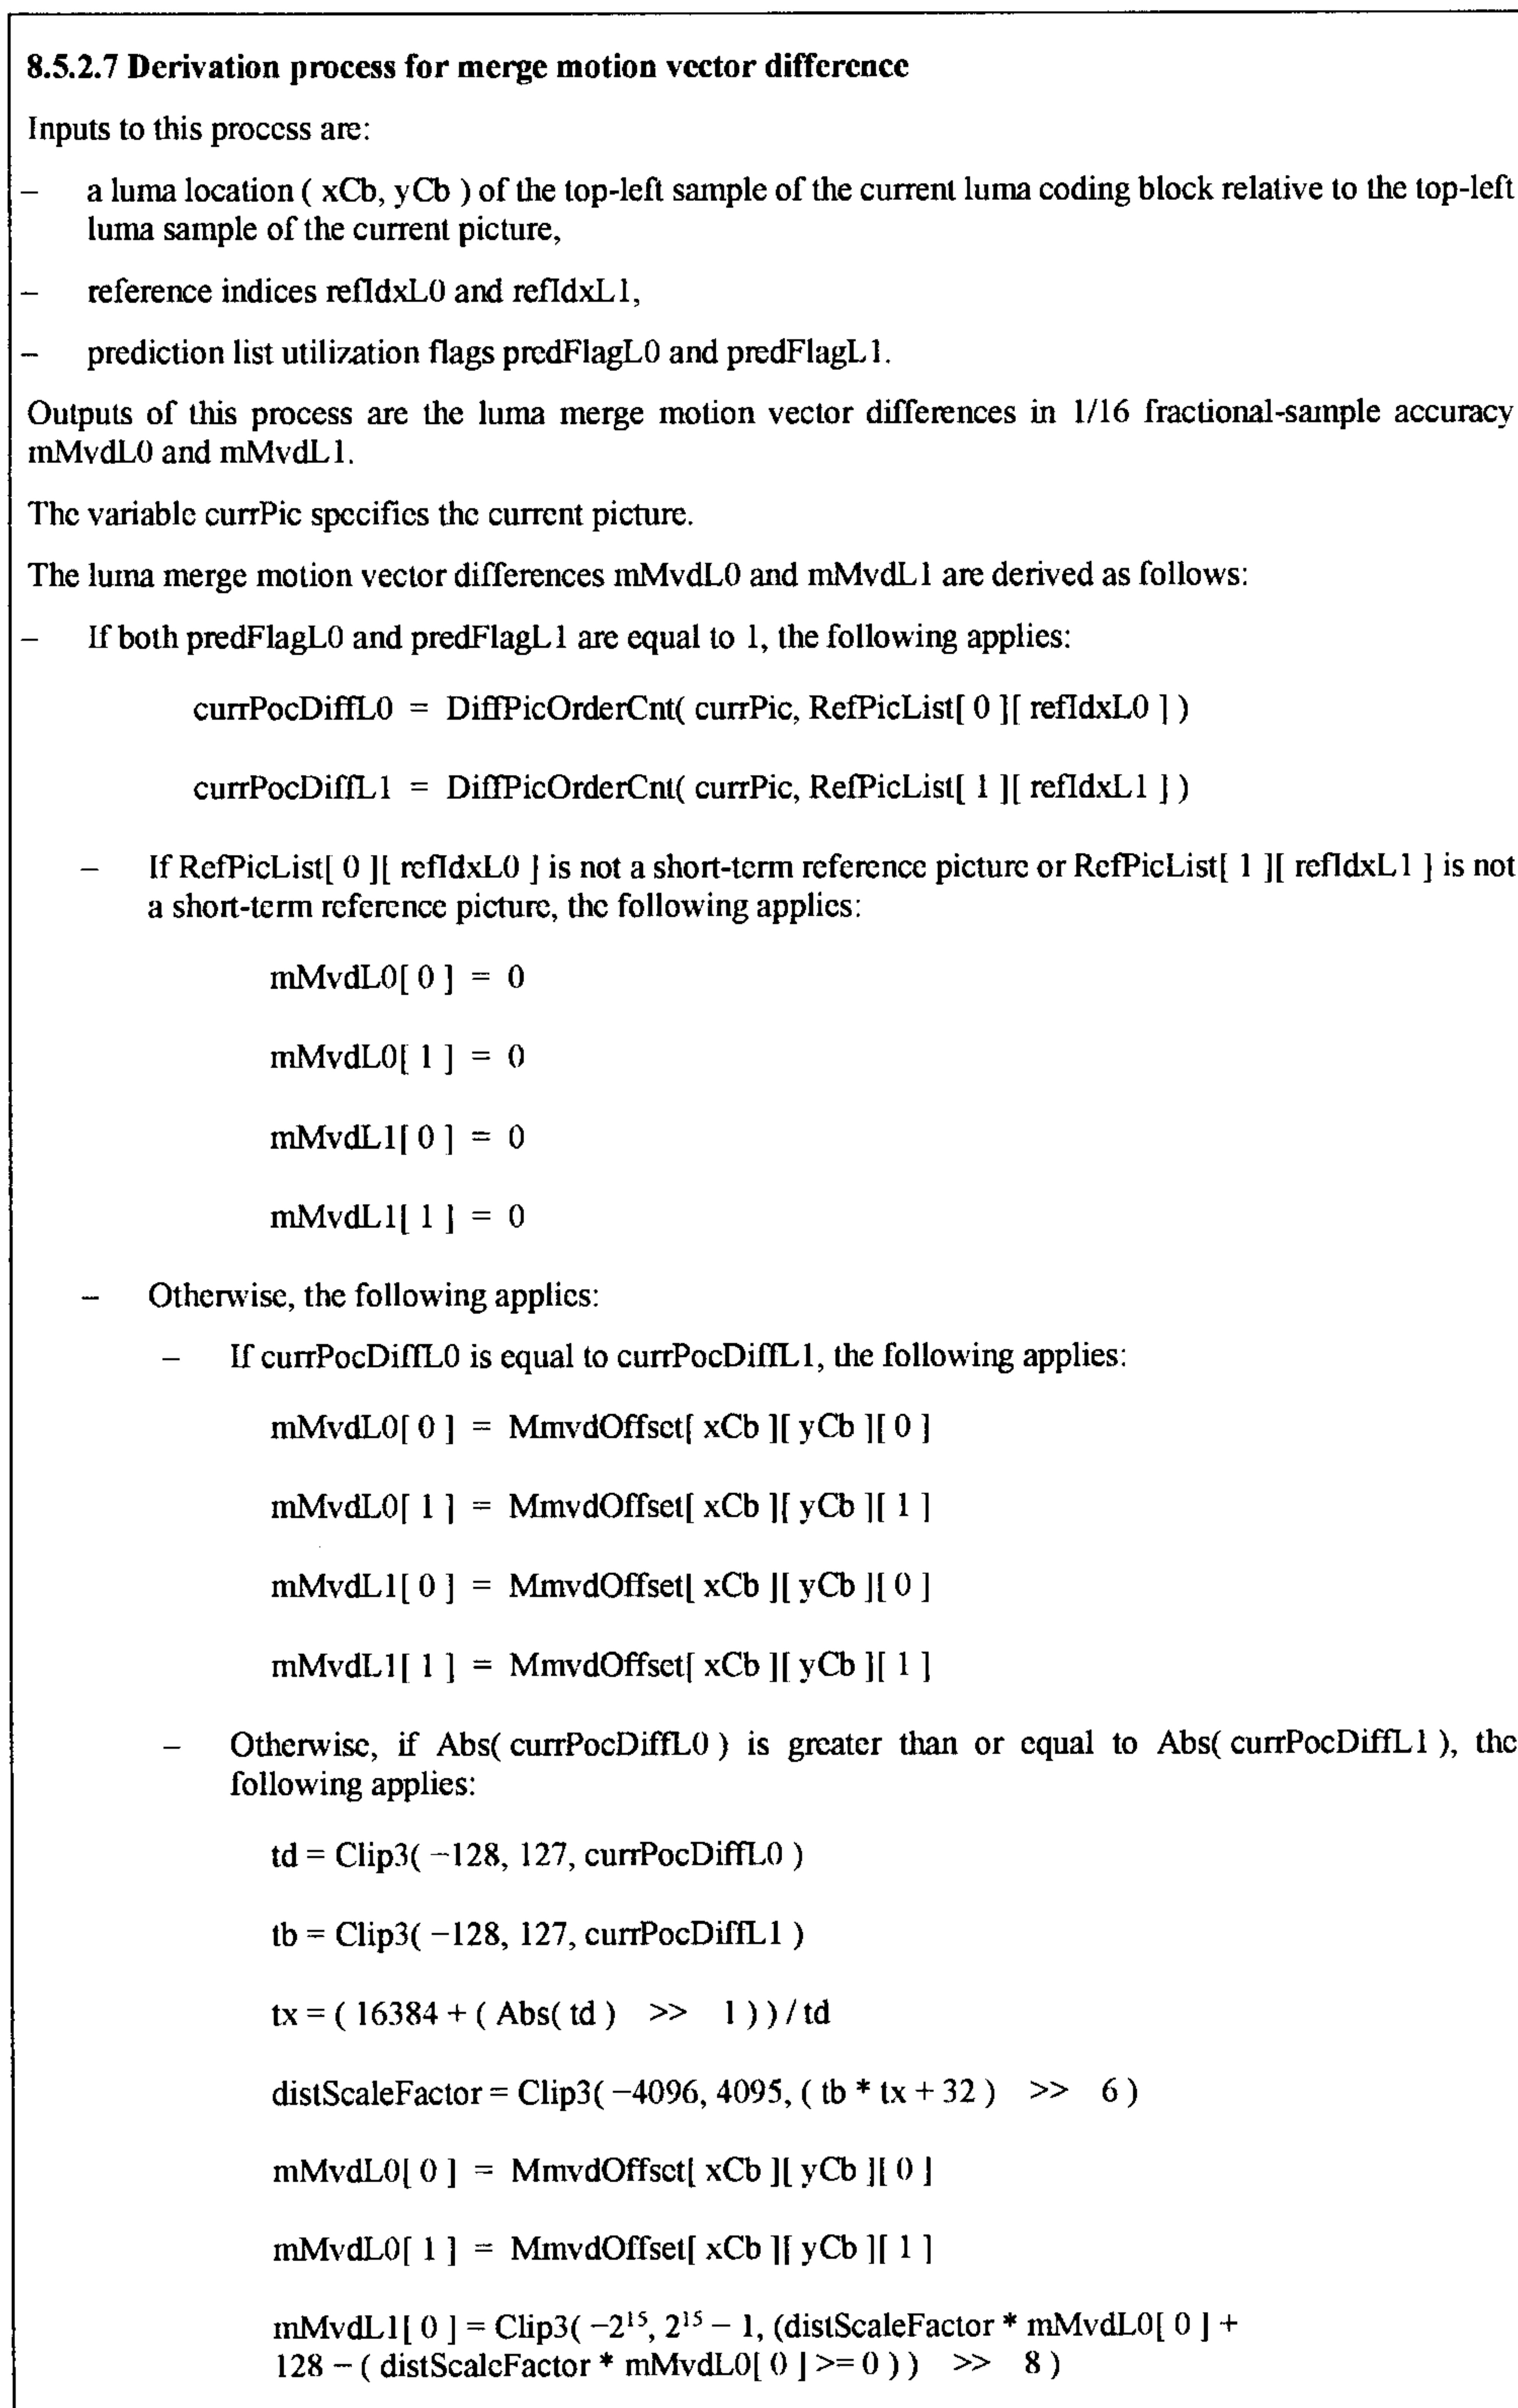 8.5.2.7 Derivation process for merge motion vector difference
Inputs to this process are:
– a luma location ( xCb, yCb ) of the top-left sample of the current luma coding block relative to the top-left
luma sample of the current picture,
– reference indices refIdxL0 and refIdxL1,
– prediction list utilization flags predFlagL0 and predFlagL1.
Outputs of this process are the luma merge motion vector differences in 1/16 fractional-sample accuracy
mMvdL0 and mMvdL1.
The variable currPic specifies the current picture.
The luma merge motion vector differences mMvdL0 and mMvdL1 are derived as follows:
– If both predFlagL0 and predFlagL1 are equal to 1, the following applies:
currPocDiffL0 = DiffPicOrderCnt( currPic, RefPicList[ 0 ][ refIdxL0 ] )
currPocDiffL1 = DiffPicOrderCnt( currPic, RefPicList[ 1 ][ refIdxL1 ] )
– If RefPicList[ 0 ][ refIdxL0 ] is not a short-term reference picture or RefPicList[ 1 ][ refIdxL1 ] is not
a short-term reference picture, the following applies:
mMvdL0[ 0 ] = 0
mMvdL0[ 1 ] = 0
mMvdL1[ 0 ] = 0
mMvdL1[ 1 ] = 0
– Otherwise, the following applies:
– If currPocDiffL0 is equal to currPocDiffL1, the following applies:
mMvdL0[ 0 ] = MmvdOffset[ xCb ][ yCb ][ 0 ]
mMvdL0[ 1 ] = MmvdOffset[ xCb ][ yCb ][ 1 ]
mMvdL1[ 0 ] = MmvdOffset[ xCb ][ yCb ][ 0 ]
mMvdL1[ 1 ] = MmvdOffset[ xCb ][ yCb ][ 1 ]
– Otherwise, if Abs( currPocDiffL0 ) is greater than or equal to Abs( currPocDiffL1 ), the
following applies:
td = Clip3( −128, 127, currPocDiffL0 )
tb = Clip3( −128, 127, currPocDiffL1 )
tx = ( 16384 + ( Abs( td ) >> 1 ) ) / td
distScaleFactor = Clip3( −4096, 4095, ( tb * tx + 32 ) >> 6 )
mMvdL0[ 0 ] = MmvdOffset[ xCb ][ yCb ][ 0 ]
mMvdL0[ 1 ] = MmvdOffset[ xCb ][ yCb ][ 1 ]
mMvdL1[ 0 ] = Clip3( −2¹⁵, 2¹⁵ − 1, (distScaleFactor * mMvdL0[ 0 ] +
128 − ( distScaleFactor * mMvdL0[ 0 ] >= 0 ) ) >> 8 )